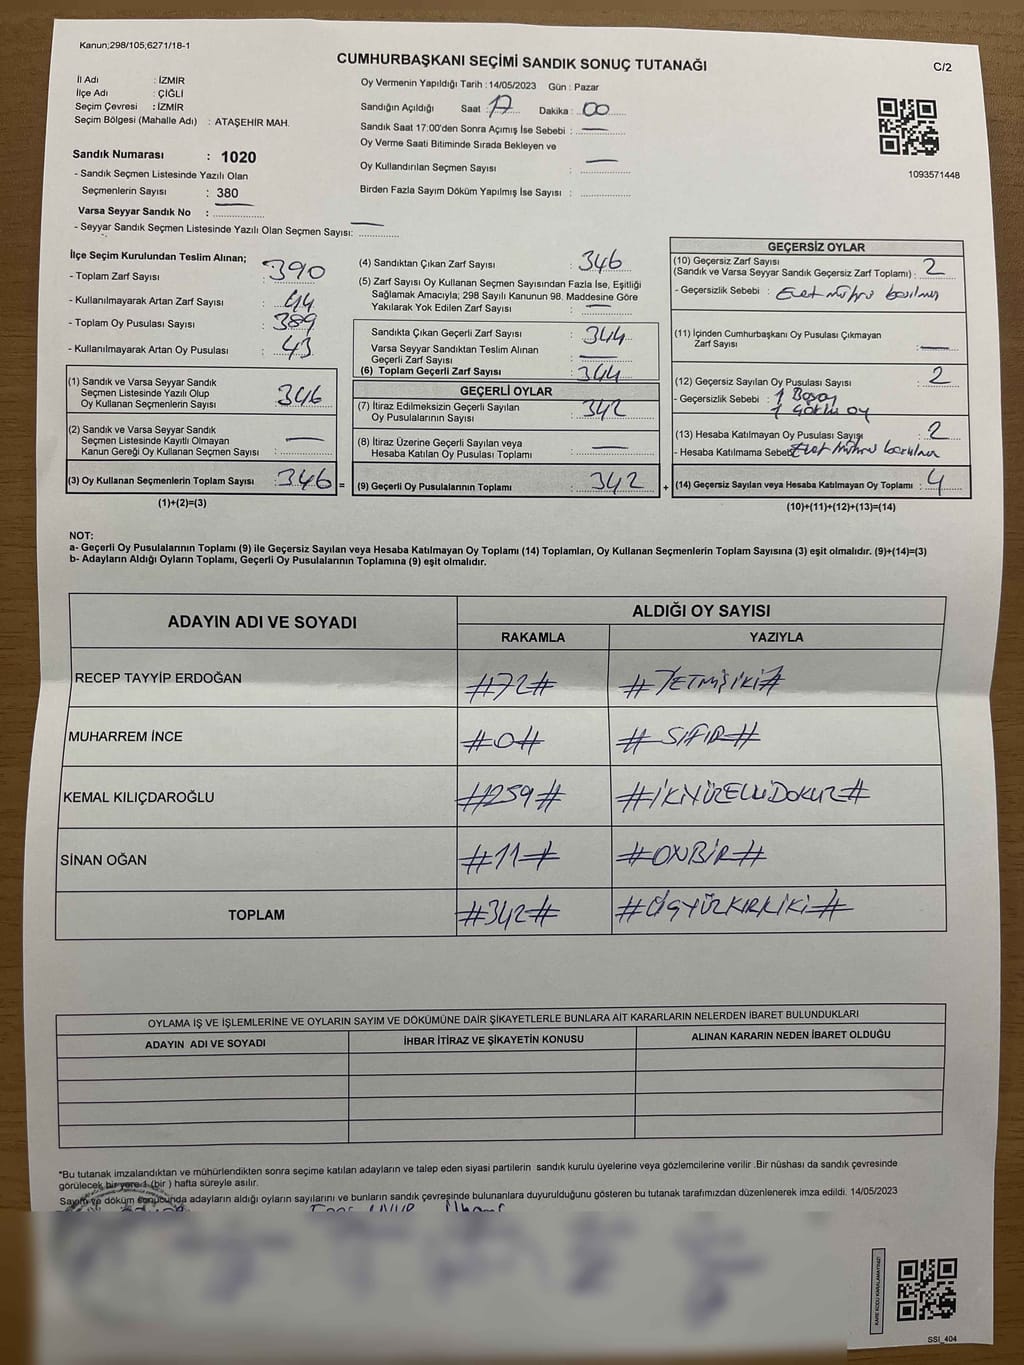 Kanun;298/105,6271/18-1
CUMHURBAŞKANI SEÇİMİ SANDIK SONUÇ TUTANAĞI
C/2
İl Adı : İZMİR
İlçe Adı : ÇİĞLİ
Seçim Çevresi : İZMİR
Seçim Bölgesi (Mahalle Adı) : ATAŞEHİR MAH.
Oy Vermenin Yapıldığı Tarih : 14/05/2023 Gün : Pazar
Sandığın Açıldığı Saat : 17 Dakika : 00
Sandık Saat 17:00'den Sonra Açımış İse Sebebi : —
Oy Verme Saati Bitiminde Sırada Bekleyen ve
Oy Kullandırılan Seçmen Sayısı : —
Birden Fazla Sayım Döküm Yapılmış İse Sayısı :
1093571448
Sandık Numarası : 1020
- Sandık Seçmen Listesinde Yazılı Olan
Seçmenlerin Sayısı : 380
Varsa Seyyar Sandık No :
- Seyyar Sandık Seçmen Listesinde Yazılı Olan Seçmen Sayısı: —
İlçe Seçim Kurulundan Teslim Alınan;
- Toplam Zarf Sayısı : 390
- Kullanılmayarak Artan Zarf Sayısı : 44
- Toplam Oy Pusulası Sayısı : 389
- Kullanılmayarak Artan Oy Pusulası : 43
(1) Sandık ve Varsa Seyyar Sandık
Seçmen Listesinde Yazılı Olup
Oy Kullanan Seçmenlerin Sayısı : 346
(2) Sandık ve Varsa Seyyar Sandık
Seçmen Listesinde Kayıtlı Olmayan
Kanun Gereği Oy Kullanan Seçmen Sayısı : —
(3) Oy Kullanan Seçmenlerin Toplam Sayısı : 346 =
(1)+(2)=(3)
(4) Sandıktan Çıkan Zarf Sayısı : 346
(5) Zarf Sayısı Oy Kullanan Seçmen Sayısından Fazla İse, Eşitliği
Sağlamak Amacıyla; 298 Sayılı Kanunun 98. Maddesine Göre
Yakılarak Yok Edilen Zarf Sayısı : —
Sandıkta Çıkan Geçerli Zarf Sayısı : 344
Varsa Seyyar Sandıktan Teslim Alınan
Geçerli Zarf Sayısı : —
(6) Toplam Geçerli Zarf Sayısı : 344
GEÇERLİ OYLAR
(7) İtiraz Edilmeksizin Geçerli Sayılan
Oy Pusulalarının Sayısı : 342
(8) İtiraz Üzerine Geçerli Sayılan veya
Hesaba Katılan Oy Pusulası Toplamı : —
(9) Geçerli Oy Pusulalarının Toplamı : 342 +
GEÇERSİZ OYLAR
(10) Geçersiz Zarf Sayısı
(Sandık ve Varsa Seyyar Sandık Geçersiz Zarf Toplamı) : 2
- Geçersizlik Sebebi : Evet Mührü basılmış
(11) İçinden Cumhurbaşkanı Oy Pusulası Çıkmayan
Zarf Sayısı : —
(12) Geçersiz Sayılan Oy Pusulası Sayısı : 2
- Geçersizlik Sebebi : 1 Boş oy
1 Çoklu oy
(13) Hesaba Katılmayan Oy Pusulası Sayısı : 2
- Hesaba Katılmama Sebebi Evet Mührü basılmış
(14) Geçersiz Sayılan veya Hesaba Katılmayan Oy Toplamı : 4
(10)+(11)+(12)+(13)=(14)
NOT:
a- Geçerli Oy Pusulalarının Toplamı (9) ile Geçersiz Sayılan veya Hesaba Katılmayan Oy Toplamı (14) Toplamları, Oy Kullanan Seçmenlerin Toplam Sayısına (3) eşit olmalıdır. (9)+(14)=(3)
b- Adayların Aldığı Oyların Toplamı, Geçerli Oy Pusulalarının Toplamına (9) eşit olmalıdır.
ADAYIN ADI VE SOYADI
ALDIĞI OY SAYISI
RAKAMLA YAZIYLA
RECEP TAYYİP ERDOĞAN #72# #YETMİŞİKİ#
MUHARREM İNCE #0# #SIFIR#
KEMAL KILIÇDAROĞLU #259# #İKİYÜZELLİDOKUZ#
SİNAN OĞAN #11# #ONBİR#
TOPLAM #342# #ÜÇYÜZKIRKİKİ#
OYLAMA İŞ VE İŞLEMLERİNE VE OYLARIN SAYIM VE DÖKÜMÜNE DAİR ŞİKAYETLERLE BUNLARA AİT KARARLARIN NELERDEN İBARET BULUNDUKLARI
ADAYIN ADI VE SOYADI İHBAR İTİRAZ VE ŞİKAYETİN KONUSU ALINAN KARARIN NEDEN İBARET OLDUĞU
*Bu tutanak imzalandıktan ve mühürlendikten sonra seçime katılan adayların ve talep eden siyasi partilerin sandık kurulu üyelerine veya gözlemcilerine verilir .Bir nüshası da sandık çevresinde
görülecek bir yere 1 (bir ) hafta süreyle asılır.
Sayım ve döküm sonucunda adayların aldığı oyların sayılarını ve bunların sandık çevresinde bulunanlara duyurulduğunu gösteren bu tutanak tarafımızdan düzenlenerek imza edildi. 14/05/2023
KARE KODU KARALAMAYINIZ!
SSI_404